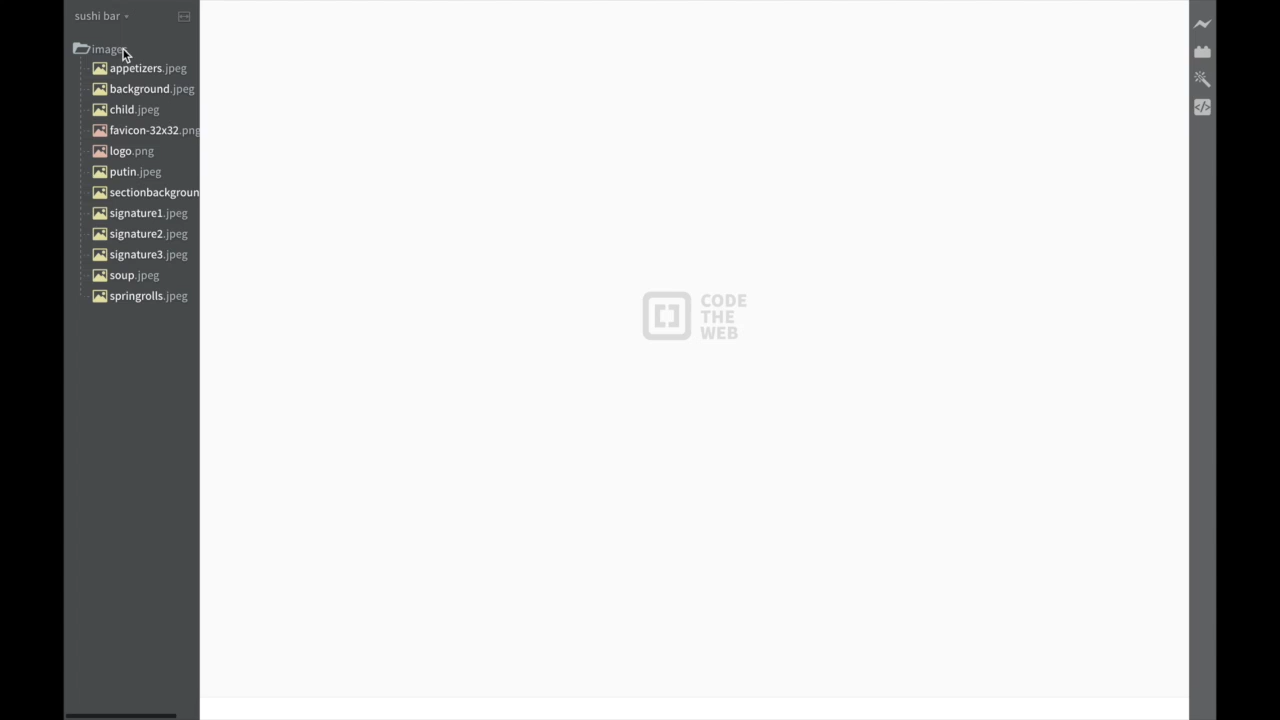 sushi bar
images
appetizers.jpeg
background.jpeg
child.jpeg
favicon-32x32.png
logo.png
putin.jpeg
sectionbackgroun
signature1.jpeg
signature2.jpeg
signature3.jpeg
soup.jpeg
springrolls.jpeg
CODE
THE
WEB